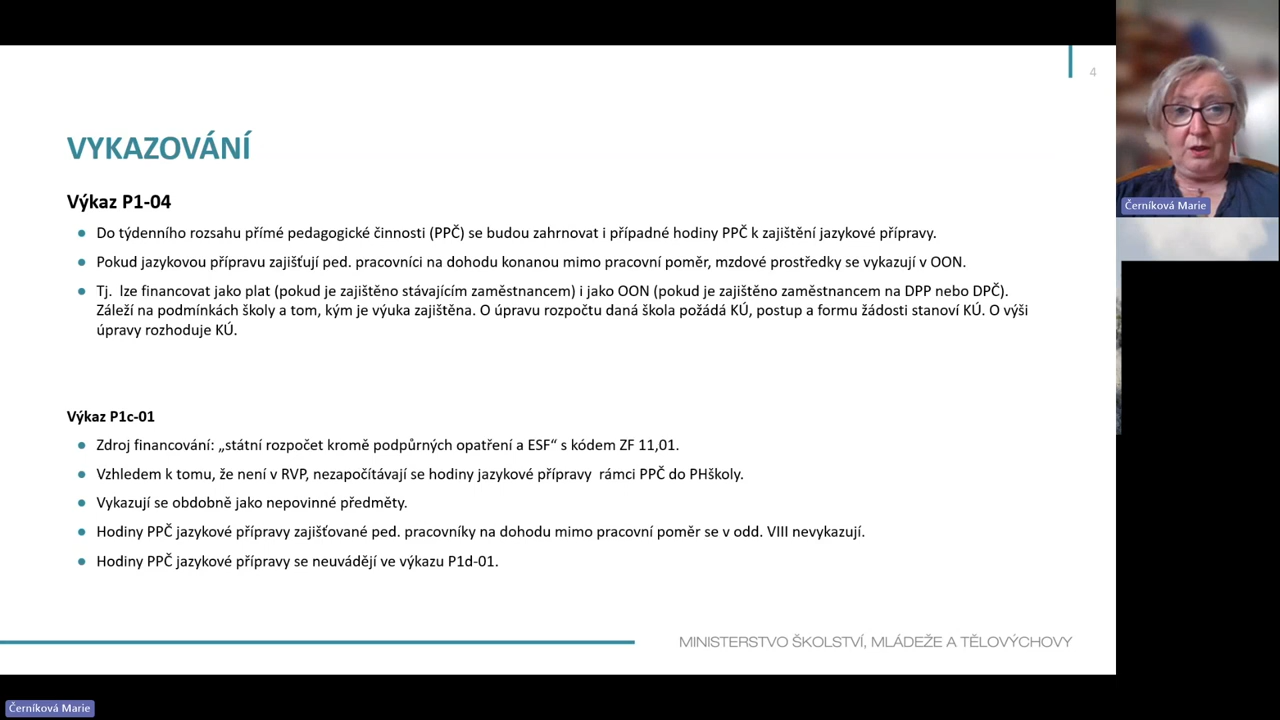 4
VYKAZOVÁNÍ
Výkaz P1-04
Do týdenního rozsahu přímé pedagogické činnosti (PPČ) se budou zahrnovat i případné hodiny PPČ k zajištění jazykové přípravy.
Pokud jazykovou přípravu zajišťují ped. pracovníci na dohodu konanou mimo pracovní poměr, mzdové prostředky se vykazují v OON.
Tj. lze financovat jako plat (pokud je zajištěno stávajícím zaměstnancem) i jako OON (pokud je zajištěno zaměstnancem na DPP nebo DPČ).
Záleží na podmínkách školy a tom, kým je výuka zajištěna. O úpravu rozpočtu daná škola požádá KÚ, postup a formu žádosti stanoví KÚ. O výši
úpravy rozhoduje KÚ.
Výkaz P1c-01
Zdroj financování: „státní rozpočet kromě podpůrných opatření a ESF“ s kódem ZF 11,01.
Vzhledem k tomu, že není v RVP, nezapočítávají se hodiny jazykové přípravy rámci PPČ do PHškoly.
Vykazují se obdobně jako nepovinné předměty.
Hodiny PPČ jazykové přípravy zajišťované ped. pracovníky na dohodu mimo pracovní poměr se v odd. VIII nevykazují.
Hodiny PPČ jazykové přípravy se neuvádějí ve výkazu P1d-01.
MINISTERSTVO ŠKOLSTVÍ, MLÁDEŽE A TĚLOVÝCHOVY
Černíková Marie
Černíková Marie